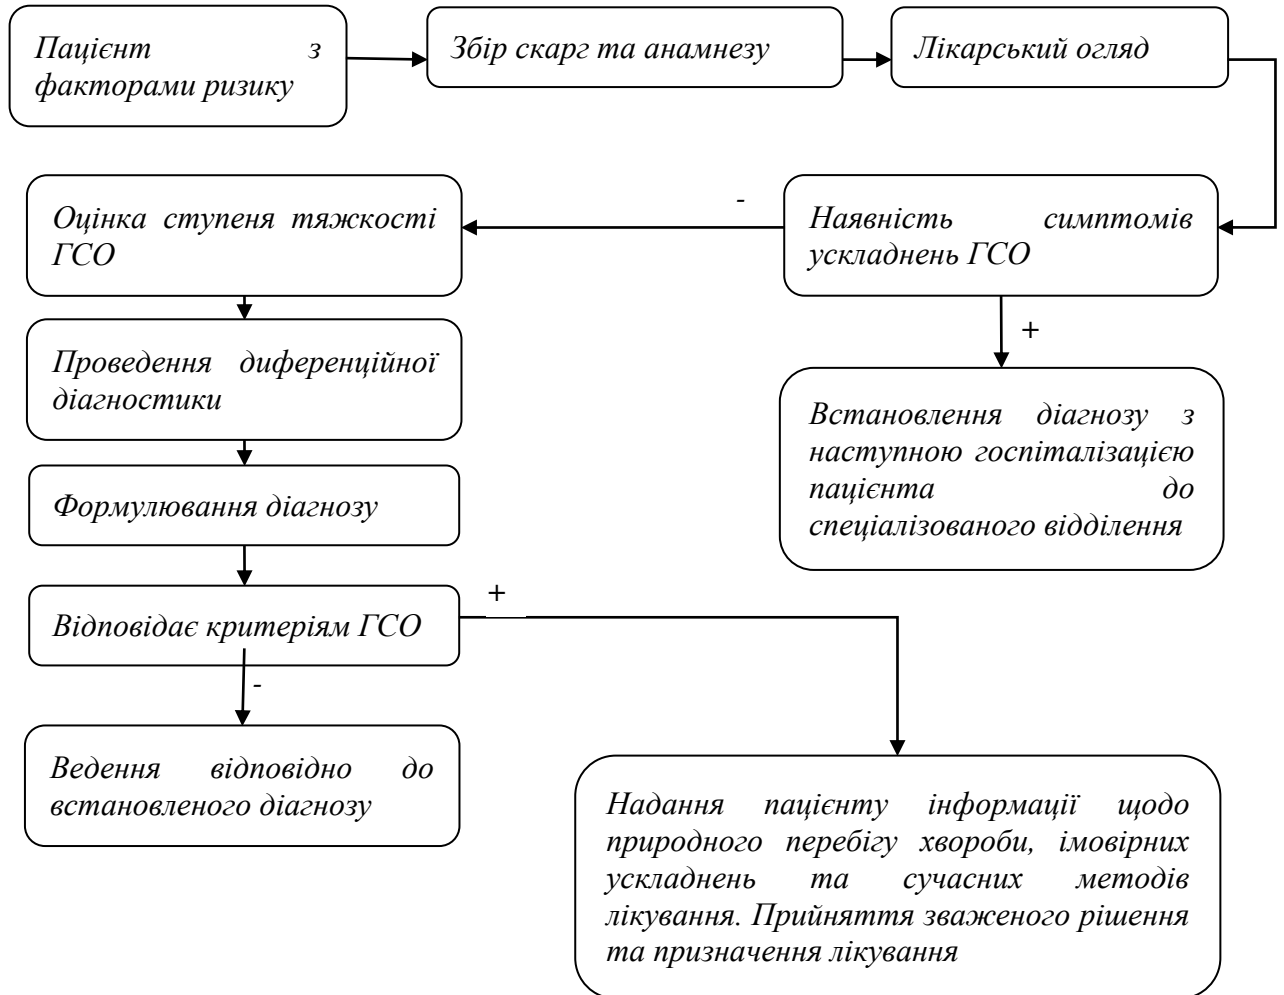 Пацієнт з
факторами ризику
Збір скарг та анамнезу
Лікарський огляд
Наявність симптомів
ускладнень ГСО
-
Оцінка ступеня тяжкості
ГСО
+
Встановлення діагнозу з
наступною госпіталізацією
пацієнта до
спеціалізованого відділення
Проведення диференційної
діагностики
Формулювання діагнозу
Відповідає критеріям ГСО
+
-
Ведення відповідно до
встановленого діагнозу
Надання пацієнту інформації щодо
природного перебігу хвороби, імовірних
ускладнень та сучасних методів
лікування. Прийняття зваженого рішення
та призначення лікування